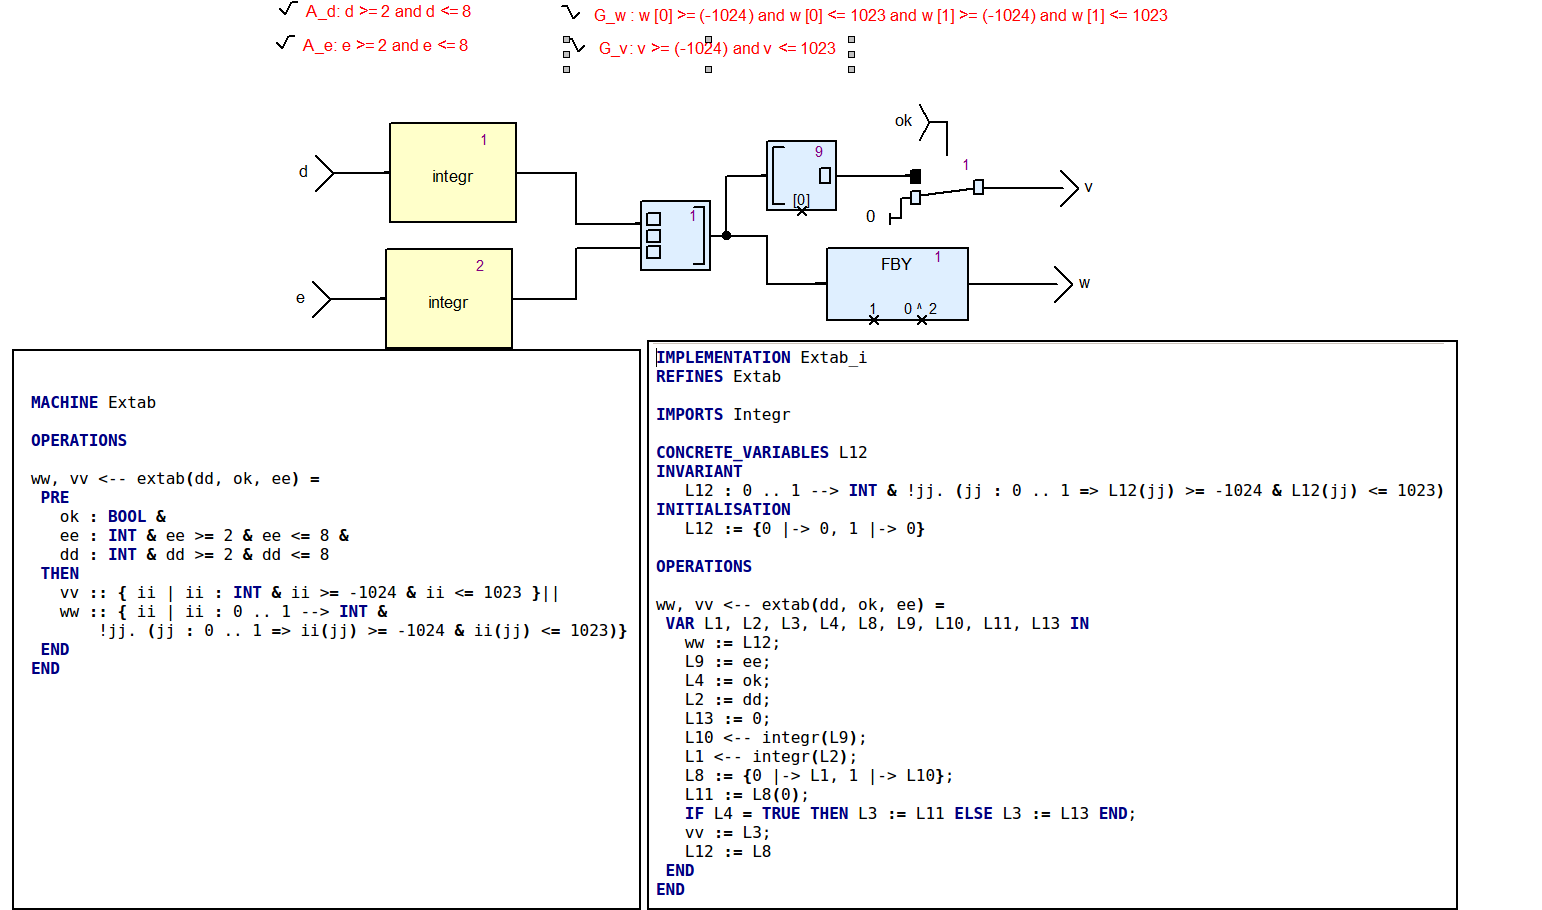 A_d: d >= 2 and d <= 8
G_w : w [0] >= (-1024) and w [0] <= 1023 and w [1] >= (-1024) and w [1] <= 1023
A_e: e >= 2 and e <= 8
G_v: v >= (-1024) and v <= 1023
d
1
integr
e
2
integr
1
9
[0]
ok
1
0
v
FBY
1
1
0 ^ 2
w
MACHINE Extab
OPERATIONS
ww, vv <-- extab(dd, ok, ee) =
PRE
ok : BOOL &
ee : INT & ee >= 2 & ee <= 8 &
dd : INT & dd >= 2 & dd <= 8
THEN
vv :: { ii | ii : INT & ii >= -1024 & ii <= 1023 }||
ww :: { ii | ii : 0 .. 1 --> INT &
!jj. (jj : 0 .. 1 => ii(jj) >= -1024 & ii(jj) <= 1023)}
END
END
IMPLEMENTATION Extab_i
REFINES Extab
IMPORTS Integr
CONCRETE_VARIABLES L12
INVARIANT
L12 : 0 .. 1 --> INT & !jj. (jj : 0 .. 1 => L12(jj) >= -1024 & L12(jj) <= 1023)
INITIALISATION
L12 := {0 |-> 0, 1 |-> 0}
OPERATIONS
ww, vv <-- extab(dd, ok, ee) =
VAR L1, L2, L3, L4, L8, L9, L10, L11, L13 IN
ww := L12;
L9 := ee;
L4 := ok;
L2 := dd;
L13 := 0;
L10 <-- integr(L9);
L1 <-- integr(L2);
L8 := {0 |-> L1, 1 |-> L10};
L11 := L8(0);
IF L4 = TRUE THEN L3 := L11 ELSE L3 := L13 END;
vv := L3;
L12 := L8
END
END